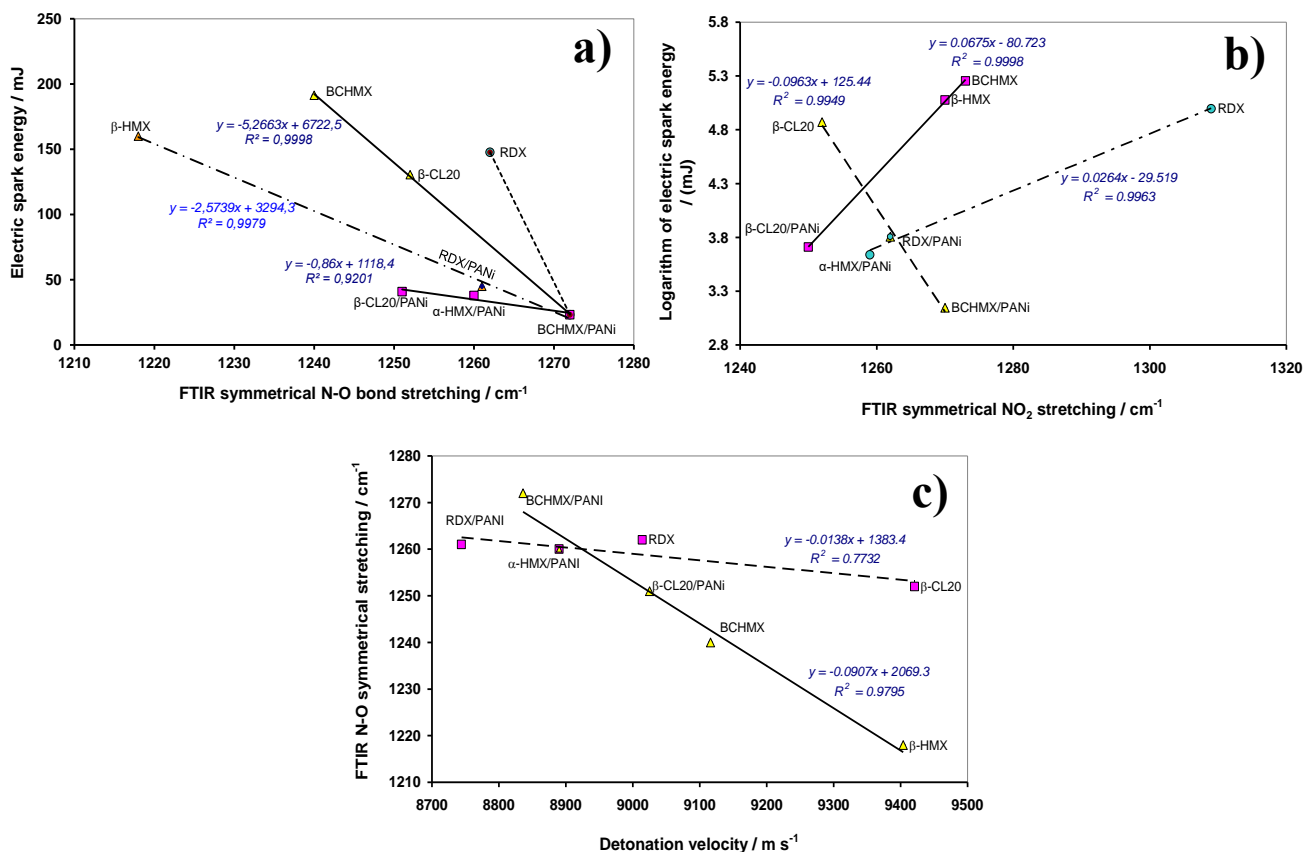 a)
Electric spark energy / mJ
250
200
150
100
50
0
1210 1220 1230 1240 1250 1260 1270 1280
FTIR symmetrical N-O bond stretching / cm-1
BCHMX
β-HMX
y = -5,2663x + 6722,5
R² = 0,9998
RDX
β-CL20
y = -2,5739x + 3294,3
R² = 0,9979
RDX/PANi
y = -0,86x + 1118,4
R² = 0,9201
β-CL20/PANi
α-HMX/PANi
BCHMX/PANi
b)
Logarithm of electric spark energy
/ (mJ)
5.8
5.3
4.8
4.3
3.8
3.3
2.8
1240 1260 1280 1300 1320
FTIR symmetrical NO2 stretching / cm-1
y = 0.0675x - 80.723
R2 = 0.9998
BCHMX
y = -0.0963x + 125.44
R2 = 0.9949
β-HMX
RDX
β-CL20
y = 0.0264x - 29.519
R2 = 0.9963
β-CL20/PANi
RDX/PANi
α-HMX/PANi
BCHMX/PANi
c)
FTIR N-O symmetrical stretching / cm-1
1280
1270
1260
1250
1240
1230
1220
1210
8700 8800 8900 9000 9100 9200 9300 9400 9500
Detonation velocity / m s-1
BCHMX/PANI
RDX/PANI
RDX
y = -0.0138x + 1383.4
R2 = 0.7732
α-HMX/PANI
β-CL20/PANi
β-CL20
BCHMX
y = -0.0907x + 2069.3
R2 = 0.9795
β-HMX